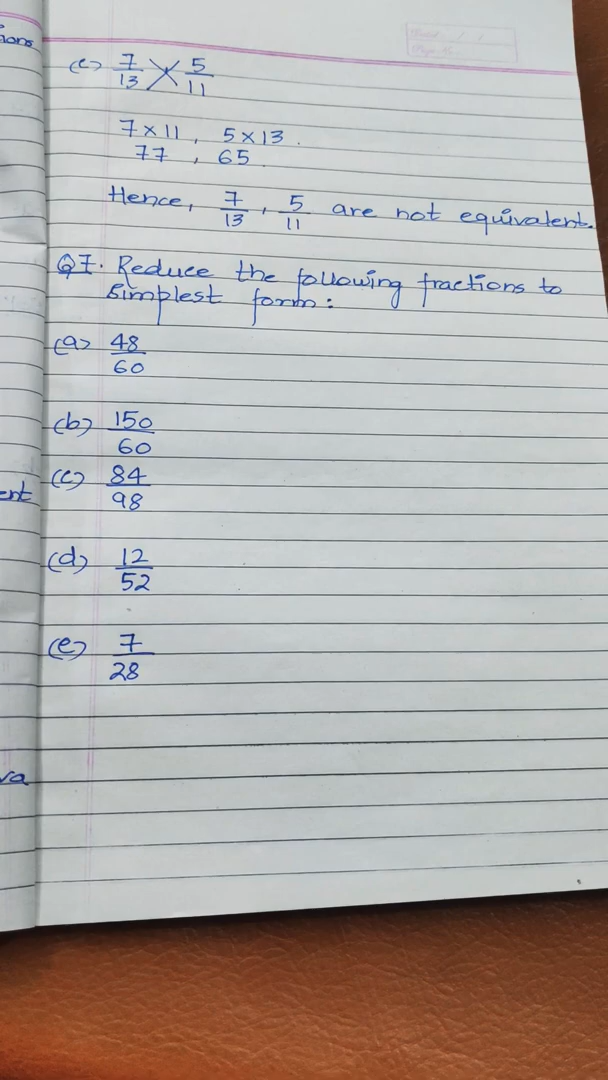 ions
(c) 7/13 × 5/11
7 × 11 , 5 × 13 .
77 , 65
Hence, 7/13 , 5/11 are not equivalent.
Q7. Reduce the following fractions to
simplest form :
(a) 48/60
(b) 150/60
(c) 84/98
ent
(d) 12/52
(e) 7/28
va